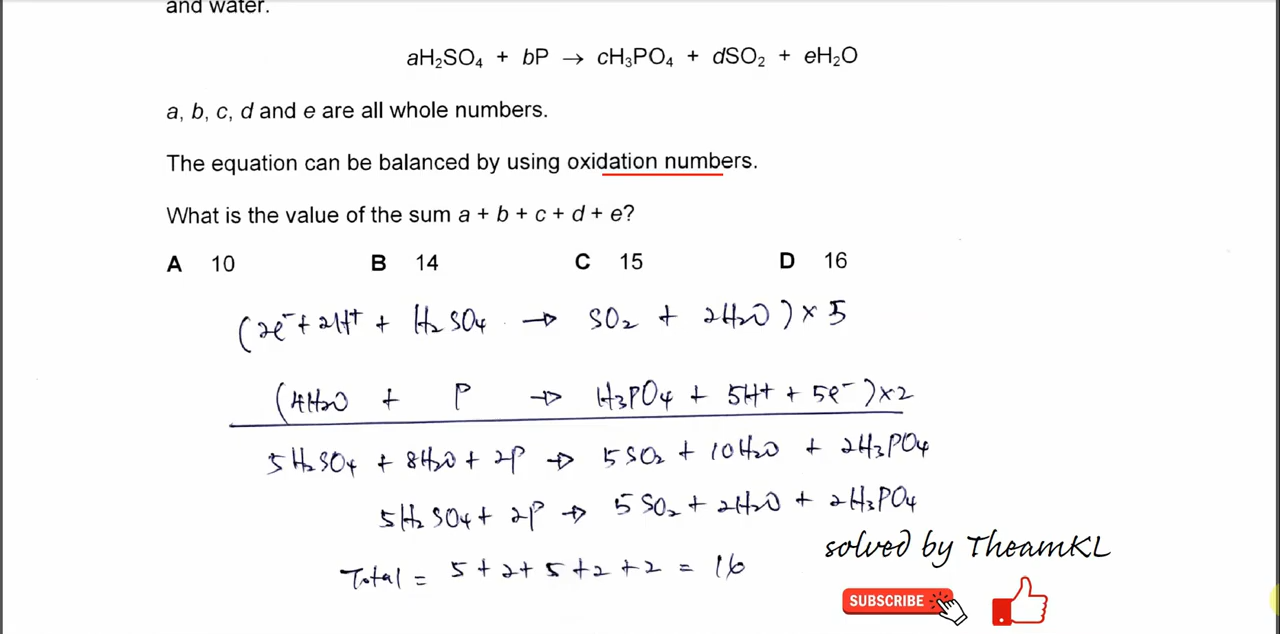 and water.
aH₂SO₄ + bP → cH₃PO₄ + dSO₂ + eH₂O
a, b, c, d and e are all whole numbers.
The equation can be balanced by using oxidation numbers.
What is the value of the sum a + b + c + d + e?
A 10 B 14 C 15 D 16
(2e⁻ + 2H⁺ + H₂SO₄ → SO₂ + 2H₂O) × 5
(4H₂O + P → H₃PO₄ + 5H⁺ + 5e⁻) × 2
5H₂SO₄ + 8H₂O + 2P → 5SO₂ + 10H₂O + 2H₃PO₄
5H₂SO₄ + 2P → 5SO₂ + 2H₂O + 2H₃PO₄
Total = 5 + 2 + 5 + 2 + 2 = 16
solved by TheamKL
SUBSCRIBE